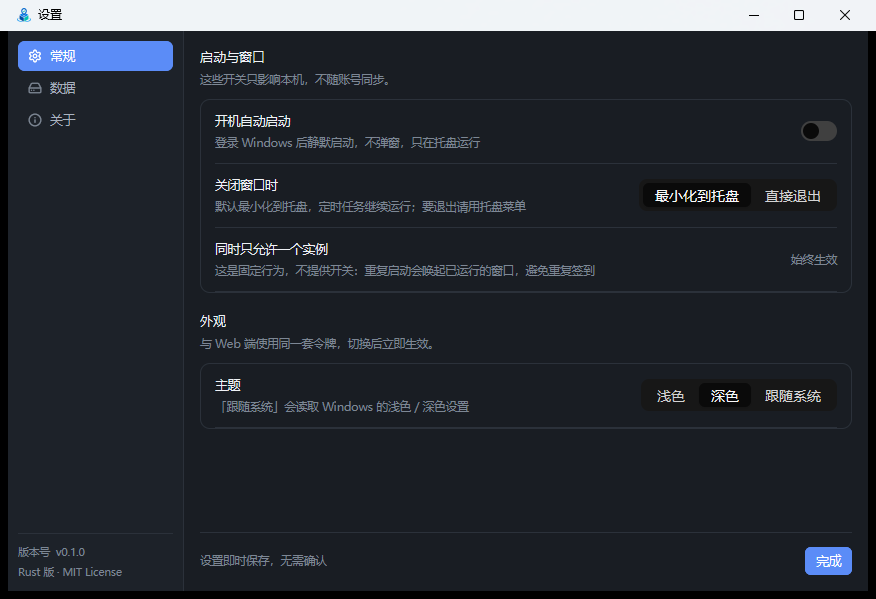 设置
常规
数据
关于
版本号 v0.1.0
Rust 版 · MIT License
启动与窗口
这些开关只影响本机，不随账号同步。
开机自动启动
登录 Windows 后静默启动，不弹窗，只在托盘运行
关闭窗口时
默认最小化到托盘，定时任务继续运行；要退出请用托盘菜单
最小化到托盘 直接退出
同时只允许一个实例
这是固定行为，不提供开关：重复启动会唤起已运行的窗口，避免重复签到
始终生效
外观
与 Web 端使用同一套令牌，切换后立即生效。
主题
「跟随系统」会读取 Windows 的浅色 / 深色设置
浅色 深色 跟随系统
设置即时保存，无需确认
完成